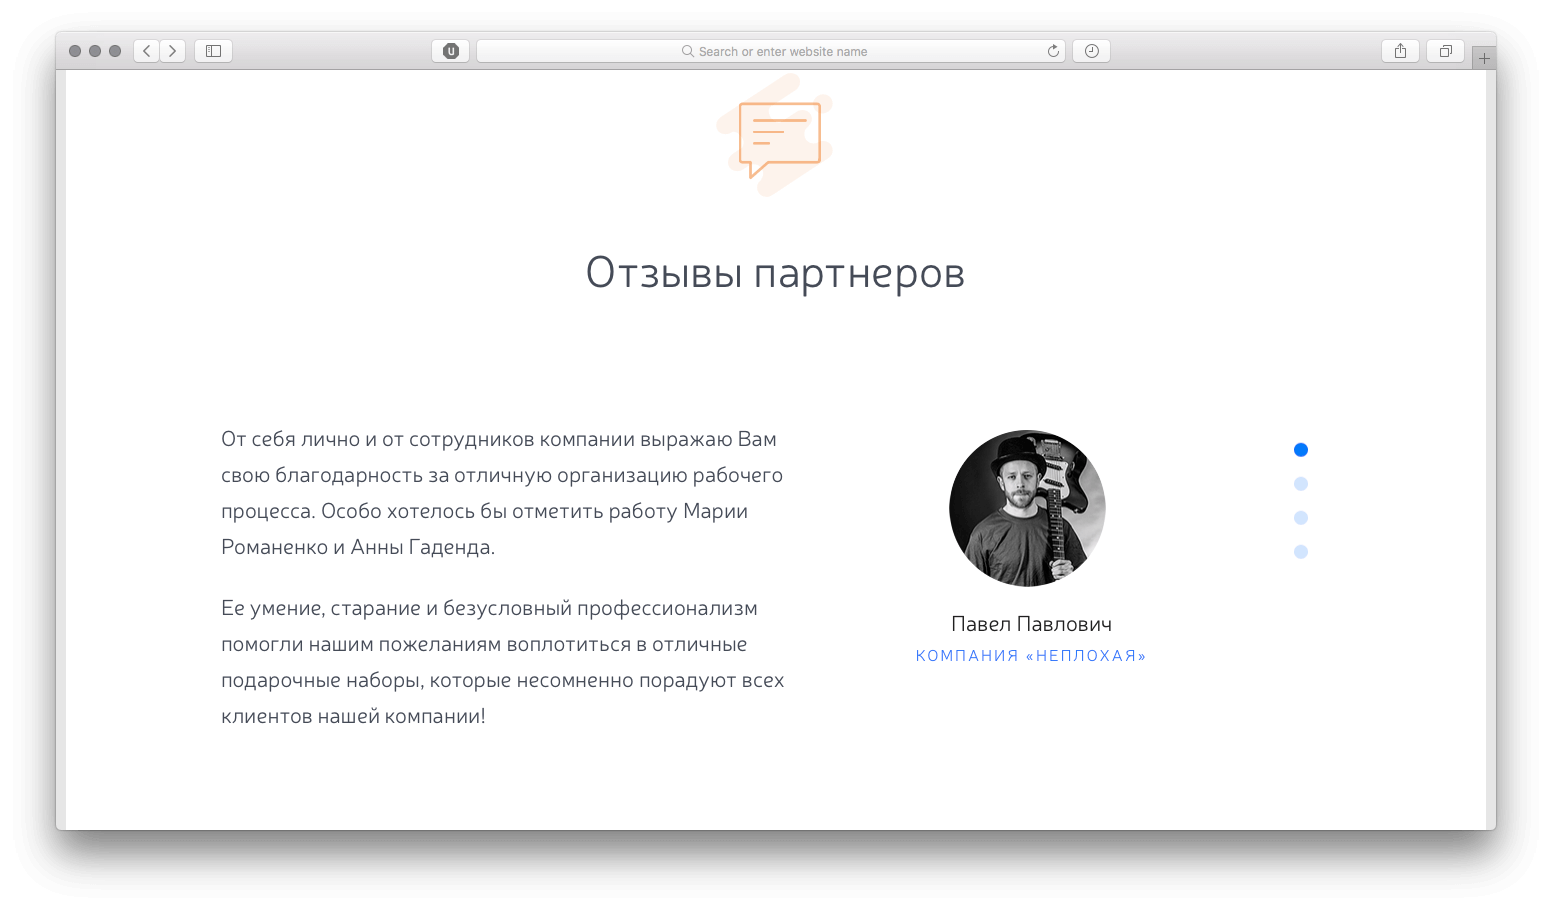 U
Search or enter website name
Отзывы партнеров
От себя лично и от сотрудников компании выражаю Вам
свою благодарность за отличную организацию рабочего
процесса. Особо хотелось бы отметить работу Марии
Романенко и Анны Гаденда.
Ее умение, старание и безусловный профессионализм
помогли нашим пожеланиям воплотиться в отличные
подарочные наборы, которые несомненно порадуют всех
клиентов нашей компании!
Павел Павлович
КОМПАНИЯ «НЕПЛОХАЯ»